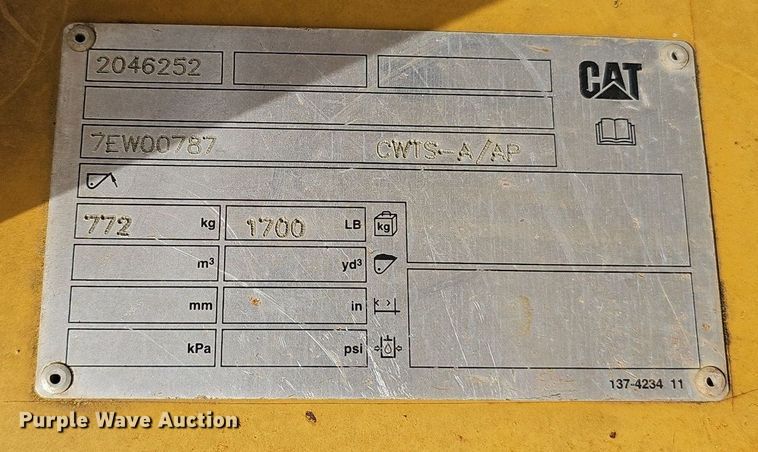 2046252
CAT
7EW00787 CWTS-A/AP
772 kg 1700 LB kg
m³ yd³
mm in
kPa psi
137-4234 11
Purple Wave Auction